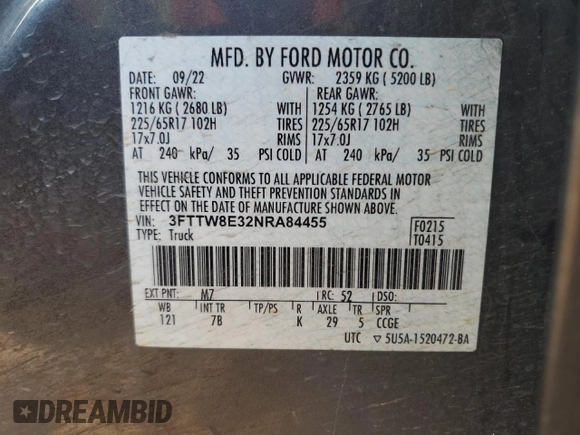 MFD. BY FORD MOTOR CO.
DATE: 09/22 GVWR: 2359 KG ( 5200 LB)
FRONT GAWR: REAR GAWR:
1216 KG ( 2680 LB) WITH 1254 KG ( 2765 LB) WITH
225/65R17 102H TIRES 225/65R17 102H TIRES
17x7.0J RIMS 17x7.0J RIMS
AT 240 kPa/ 35 PSI COLD AT 240 kPa/ 35 PSI COLD
THIS VEHICLE CONFORMS TO ALL APPLICABLE FEDERAL MOTOR
VEHICLE SAFETY AND THEFT PREVENTION STANDARDS IN
EFFECT ON THE DATE OF MANUFACTURE SHOWN ABOVE.
VIN: 3FTTW8E32NRA84455 F0215
TYPE: Truck T0415
EXT PNT: M7 RC: 52 DSO:
WB INT TR TP/PS R AXLE TR SPR
121 7B K 29 5 CCGE
UTC ▽ 5U5A-1520472-BA
DREAMBID